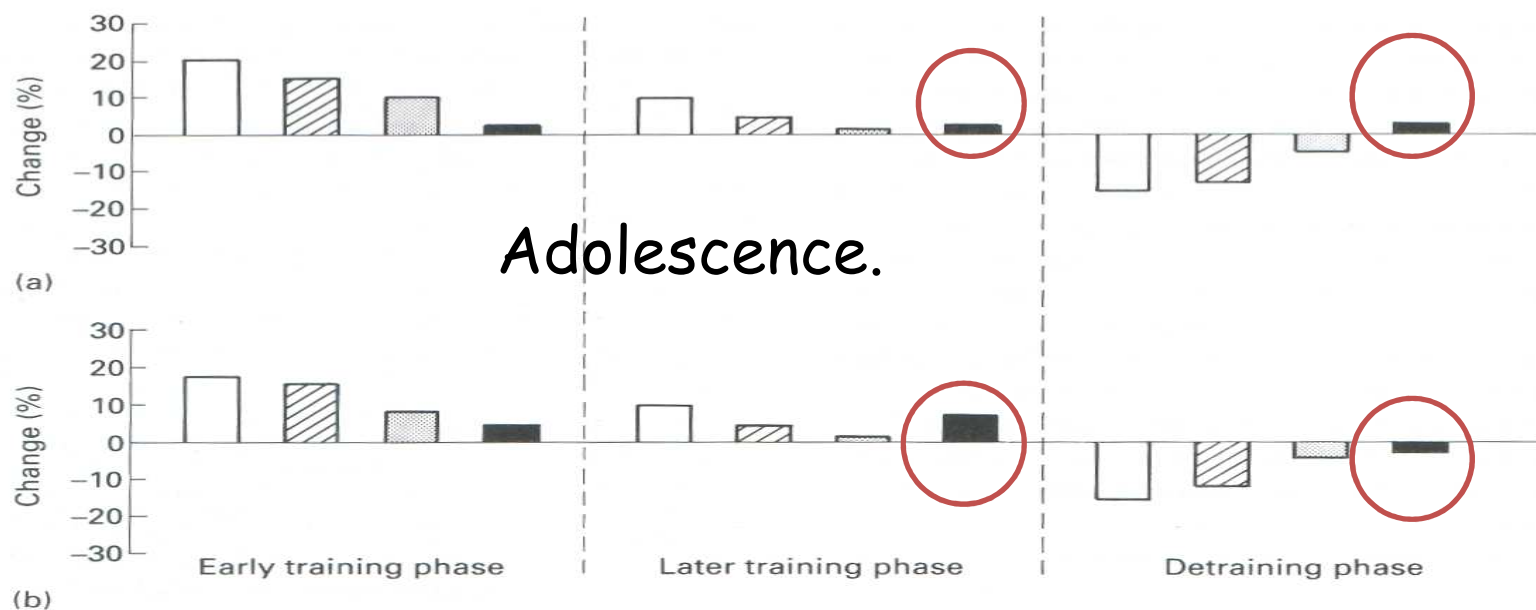 30
20
10
0
−10
−20
−30
Change (%)
(a)
Adolescence.
30
20
10
0
−10
−20
−30
Change (%)
Early training phase
Later training phase
Detraining phase
(b)